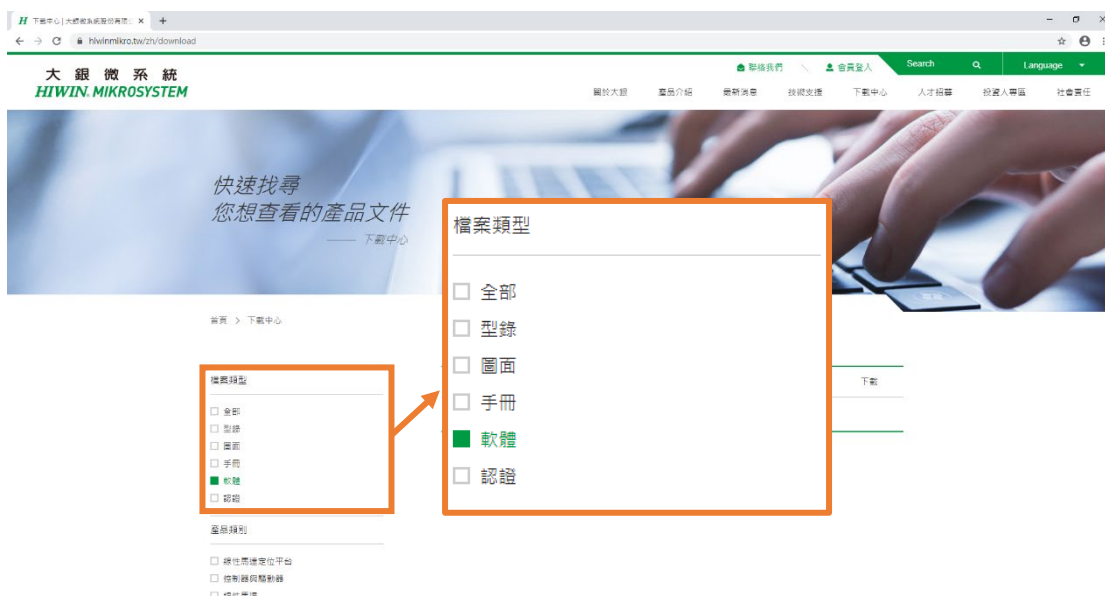 H 下載中心 | 大銀微系統股份有限公
hiwinmikro.tw/zh/download
聯絡我們
會員登入
Search
Language
大銀微系統
HIWIN. MIKROSYSTEM
關於大銀 產品介紹 最新消息 技術支援 下載中心 人才招募 投資人專區 社會責任
快速找尋
您想查看的產品文件
下載中心
首頁 > 下載中心
檔案類型
全部
型錄
圖面
手冊
軟體
認證
產品類別
線性馬達定位平台
控制器與驅動器
線性馬達
檔案類型
全部
型錄
圖面
手冊
軟體
認證
下載